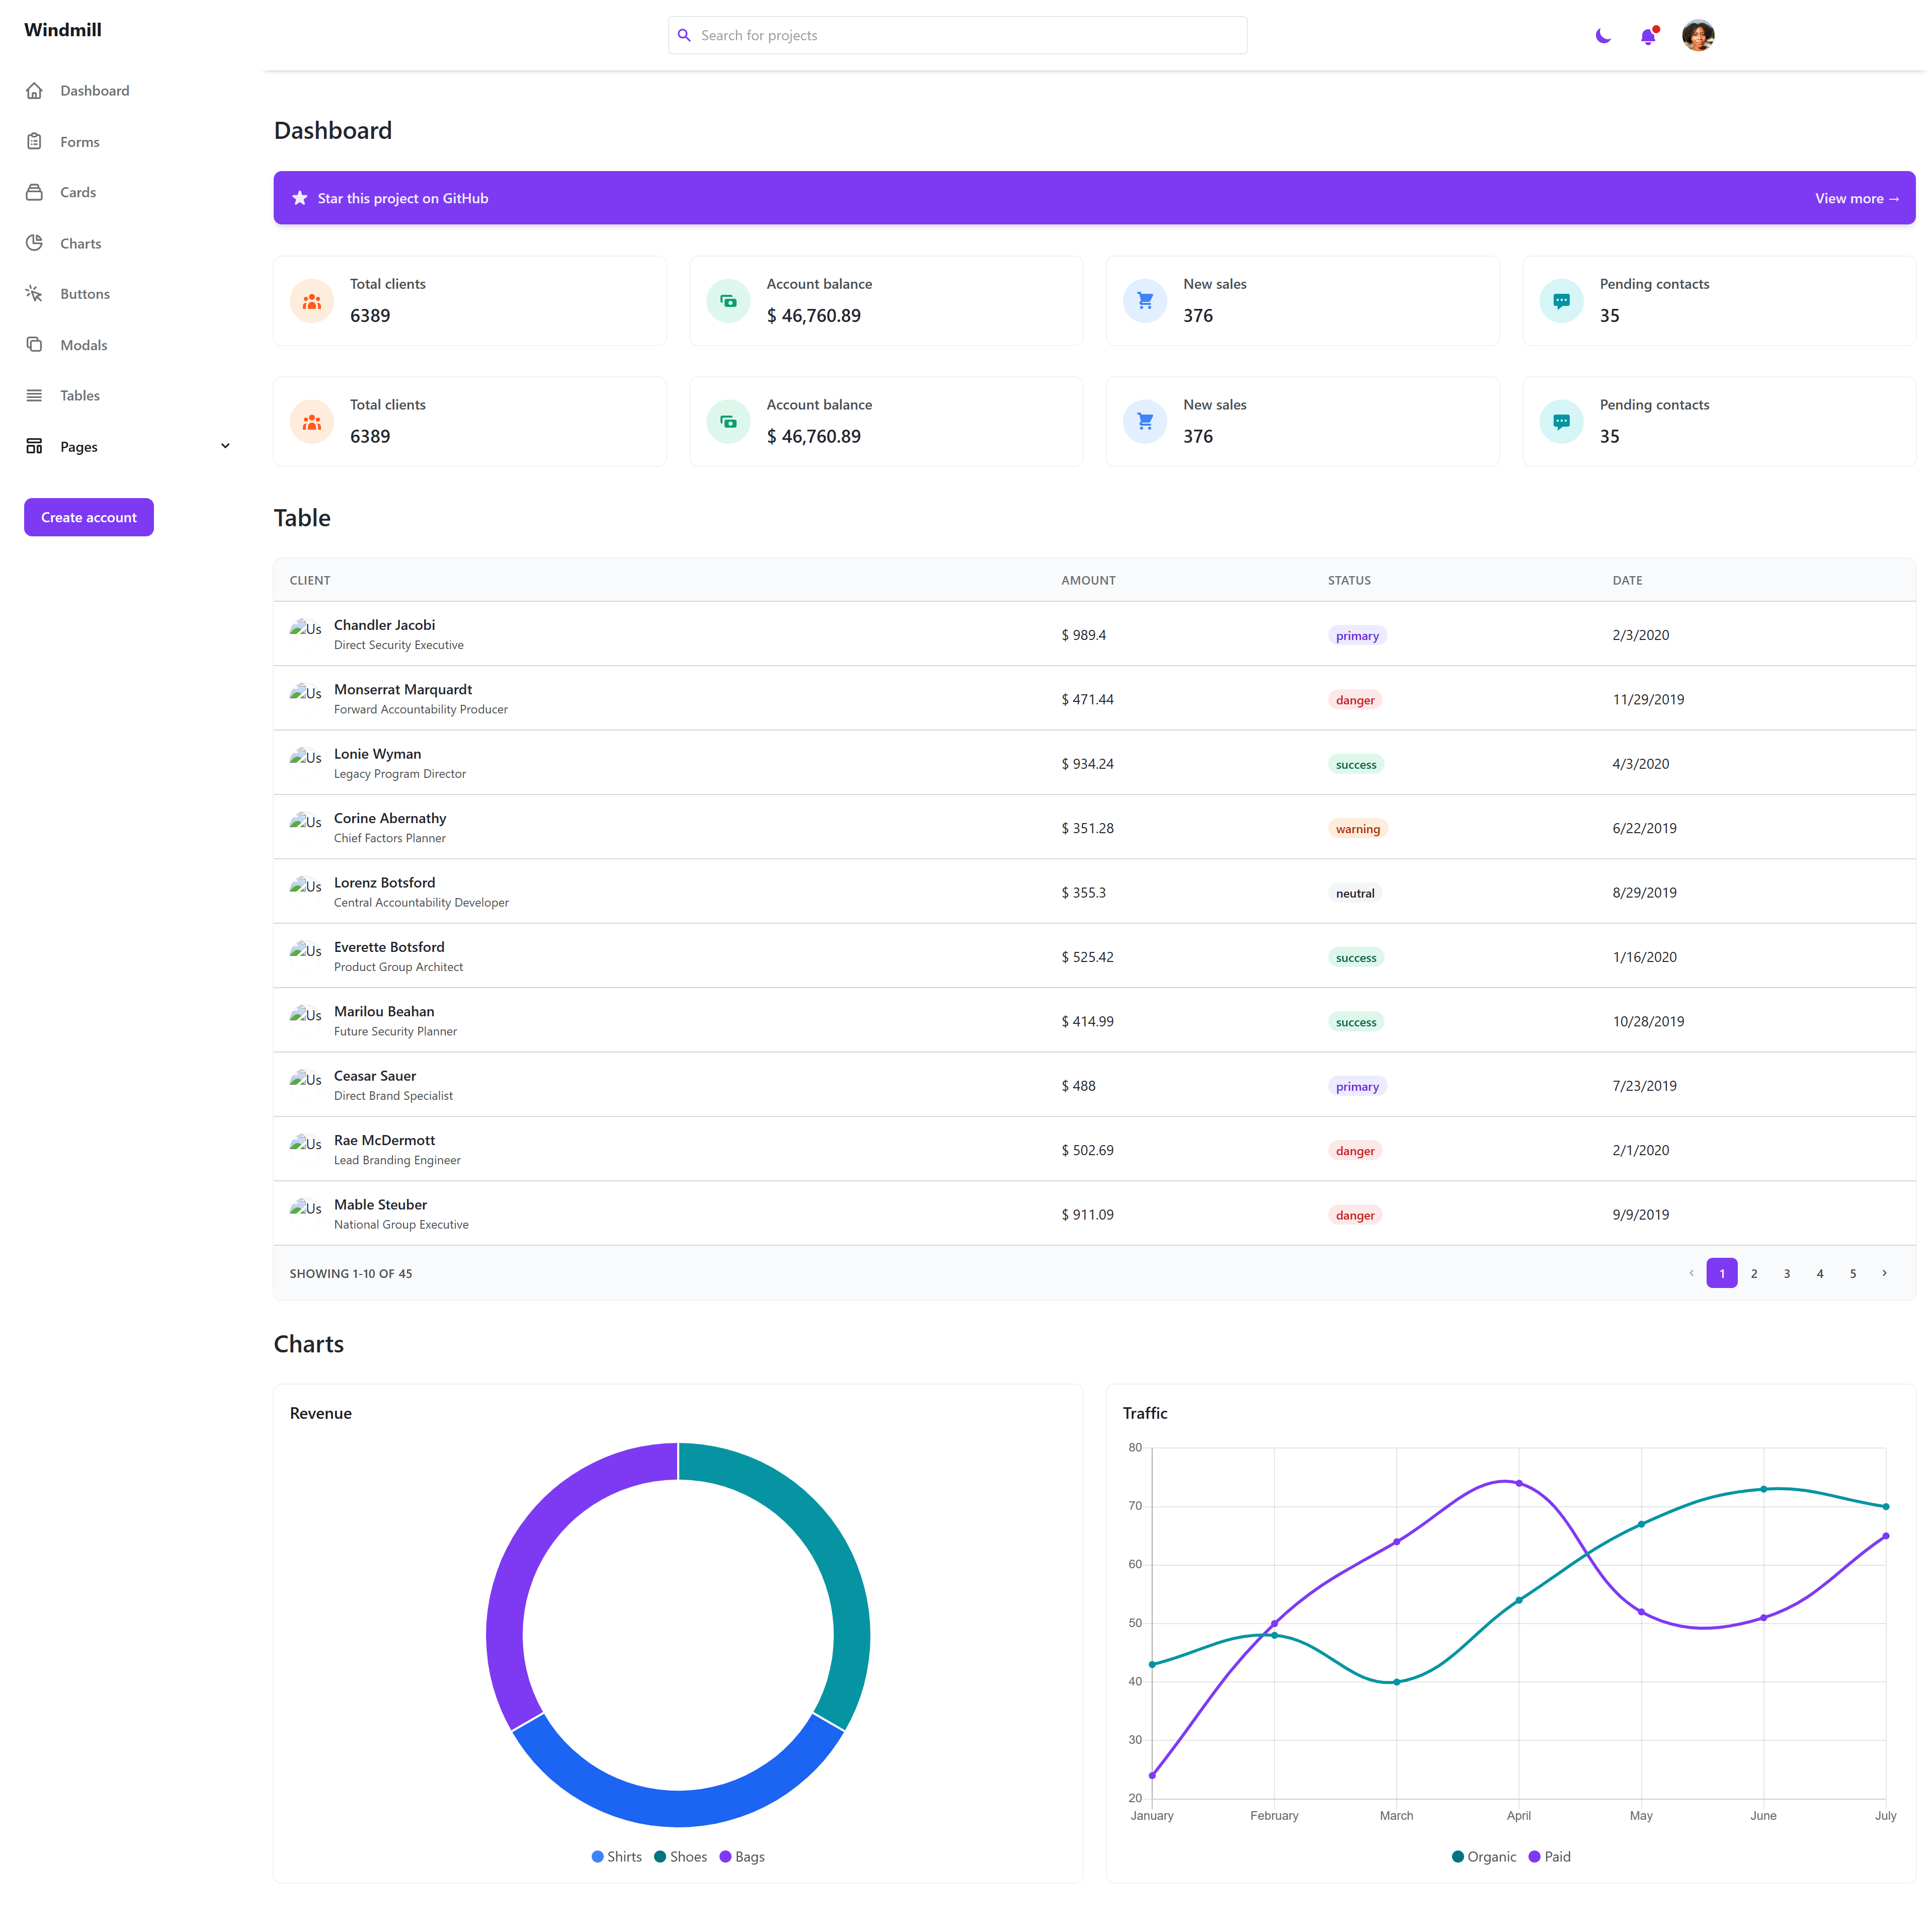 Windmill
Search for projects
Dashboard
Forms
Cards
Charts
Buttons
Modals
Tables
Pages
Create account
Dashboard
Star this project on GitHub
View more →
Total clients
6389
Account balance
$ 46,760.89
New sales
376
Pending contacts
35
Total clients
6389
Account balance
$ 46,760.89
New sales
376
Pending contacts
35
Table
CLIENT AMOUNT STATUS DATE
Us
Chandler Jacobi
Direct Security Executive
$ 989.4 primary 2/3/2020
Us
Monserrat Marquardt
Forward Accountability Producer
$ 471.44 danger 11/29/2019
Us
Lonie Wyman
Legacy Program Director
$ 934.24 success 4/3/2020
Us
Corine Abernathy
Chief Factors Planner
$ 351.28 warning 6/22/2019
Us
Lorenz Botsford
Central Accountability Developer
$ 355.3 neutral 8/29/2019
Us
Everette Botsford
Product Group Architect
$ 525.42 success 1/16/2020
Us
Marilou Beahan
Future Security Planner
$ 414.99 success 10/28/2019
Us
Ceasar Sauer
Direct Brand Specialist
$ 488 primary 7/23/2019
Us
Rae McDermott
Lead Branding Engineer
$ 502.69 danger 2/1/2020
Us
Mable Steuber
National Group Executive
$ 911.09 danger 9/9/2019
SHOWING 1-10 OF 45
1 2 3 4 5
Charts
Revenue
Shirts Shoes Bags
Traffic
80
70
60
50
40
30
20
January February March April May June July
Organic Paid